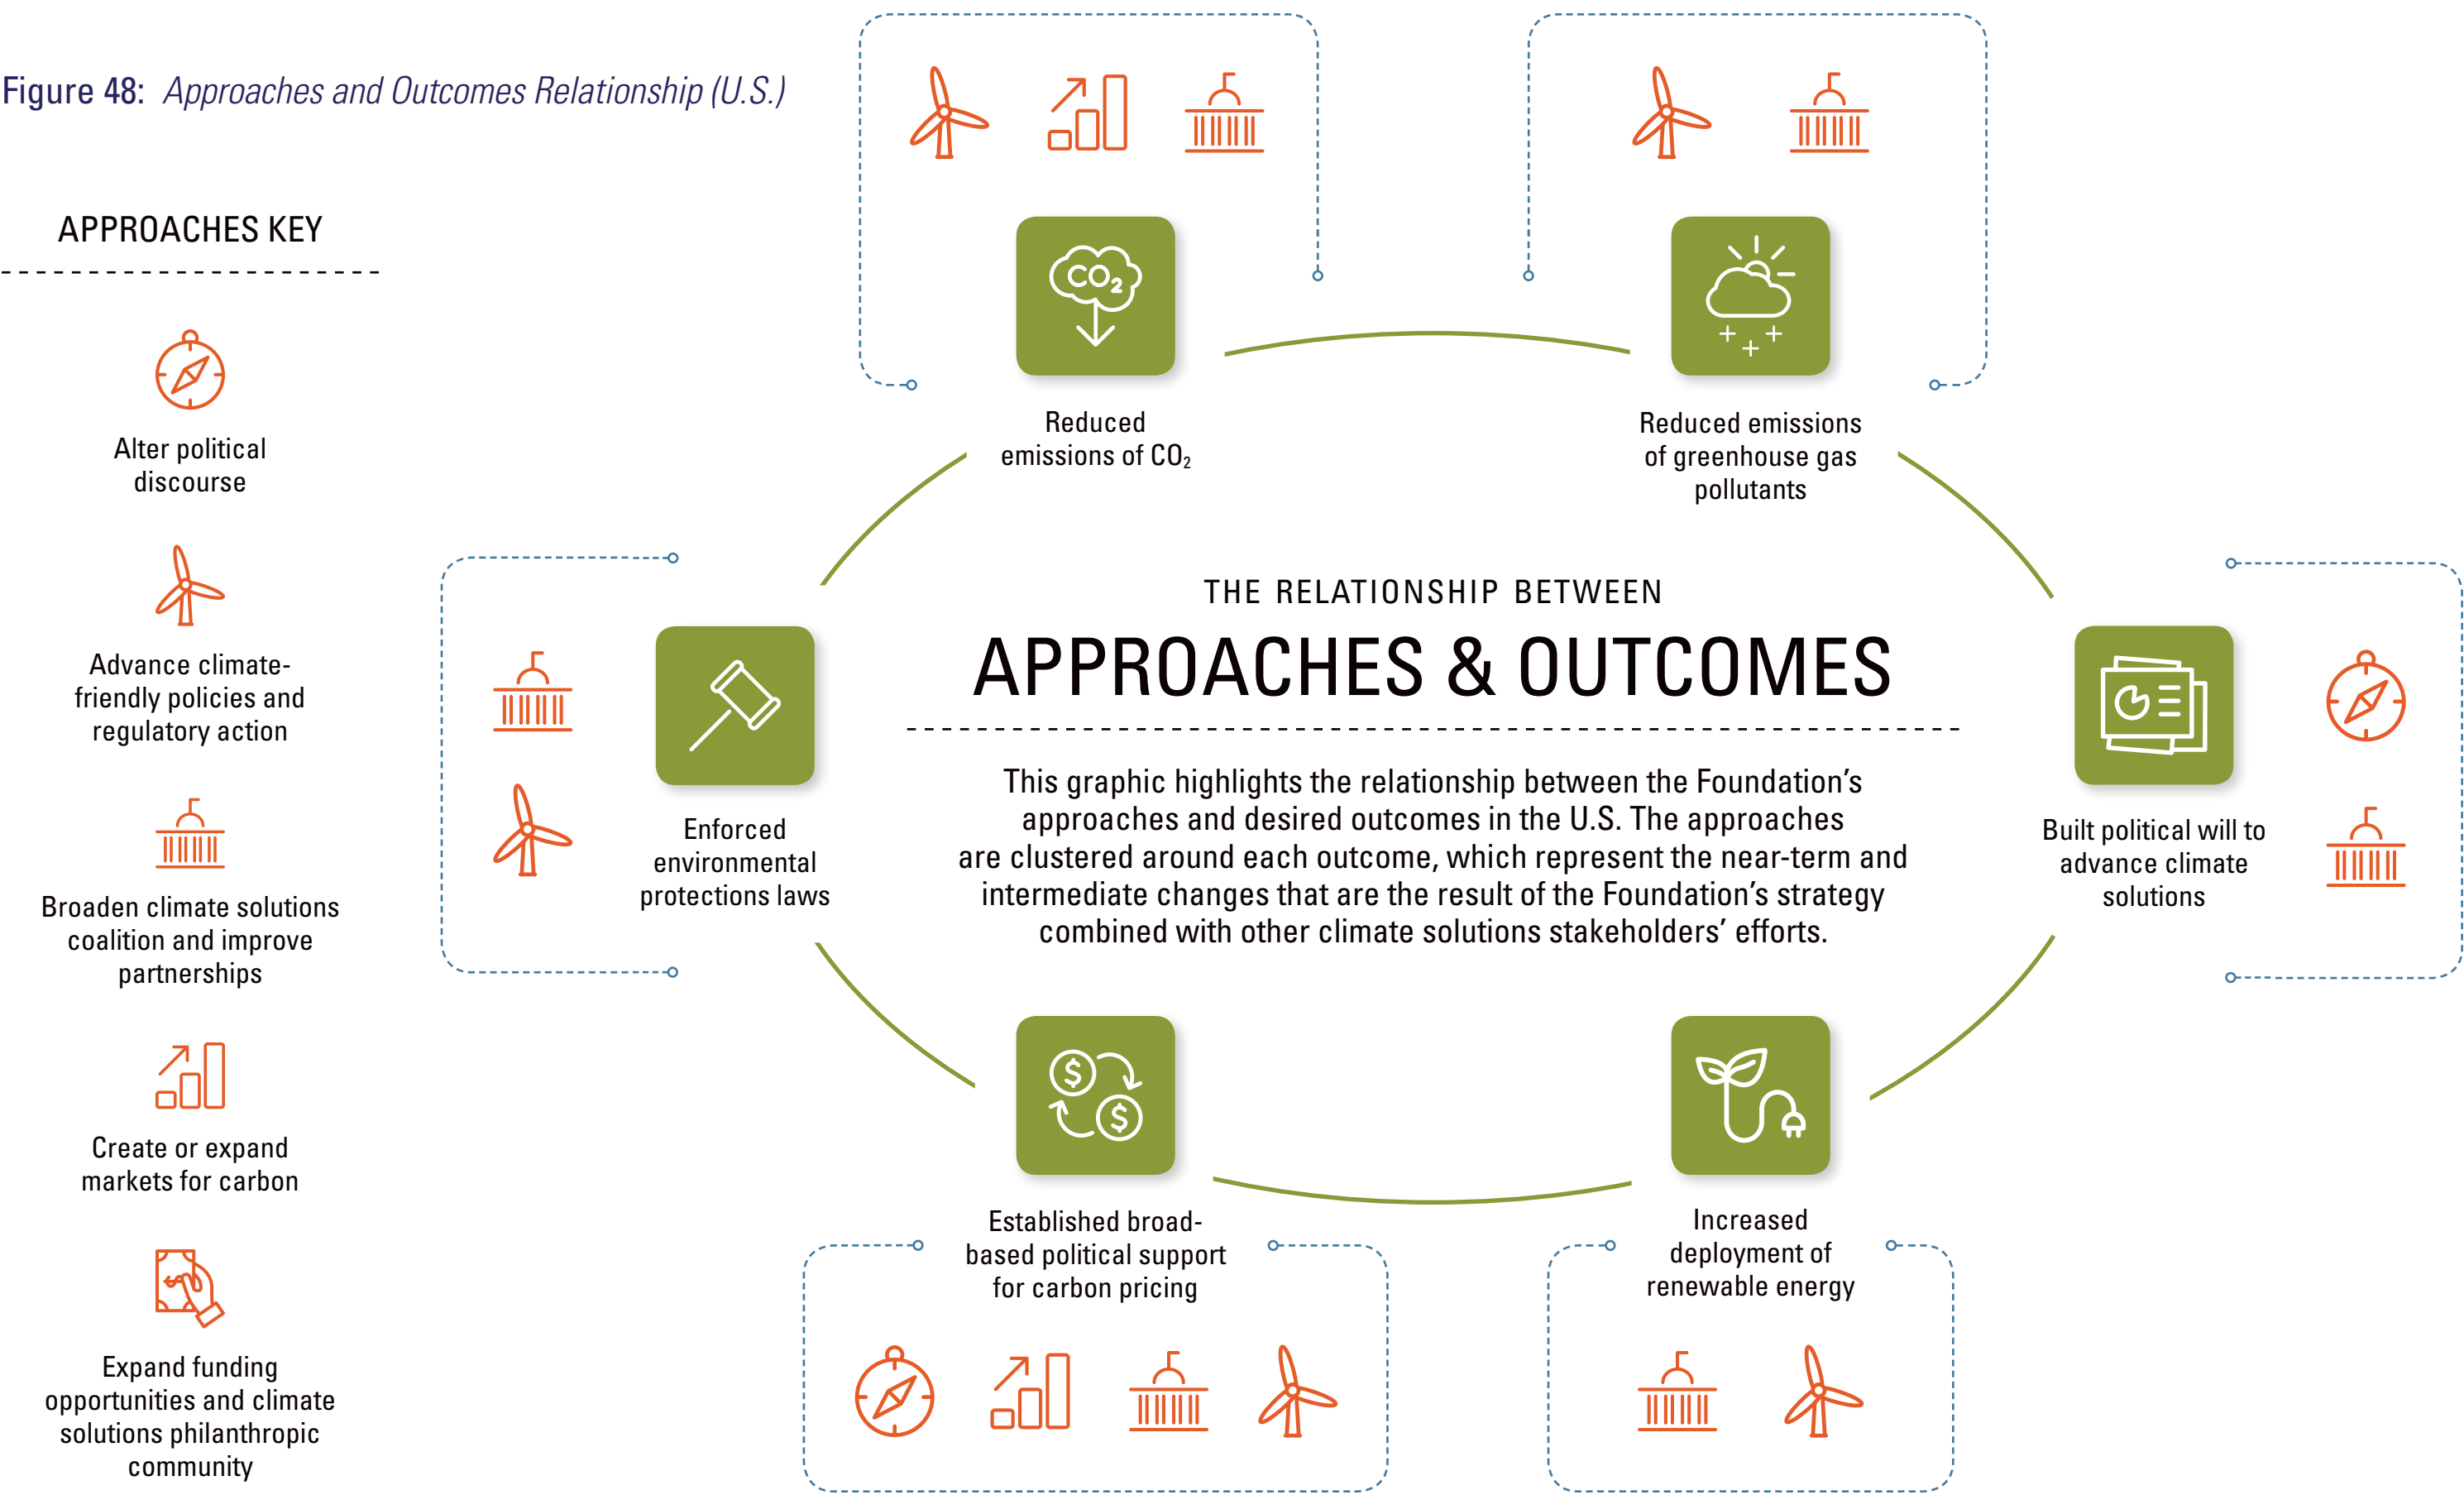 Figure 48: Approaches and Outcomes Relationship (U.S.)
APPROACHES KEY
Alter political
discourse
Advance climate-
friendly policies and
regulatory action
Broaden climate solutions
coalition and improve
partnerships
Create or expand
markets for carbon
Expand funding
opportunities and climate
solutions philanthropic
community
CO₂
Reduced
emissions of CO₂
Reduced emissions
of greenhouse gas
pollutants
THE RELATIONSHIP BETWEEN
APPROACHES & OUTCOMES
This graphic highlights the relationship between the Foundation’s
approaches and desired outcomes in the U.S. The approaches
are clustered around each outcome, which represent the near-term and
intermediate changes that are the result of the Foundation’s strategy
combined with other climate solutions stakeholders’ efforts.
Enforced
environmental
protections laws
Built political will to
advance climate
solutions
$
$
Established broad-
based political support
for carbon pricing
Increased
deployment of
renewable energy